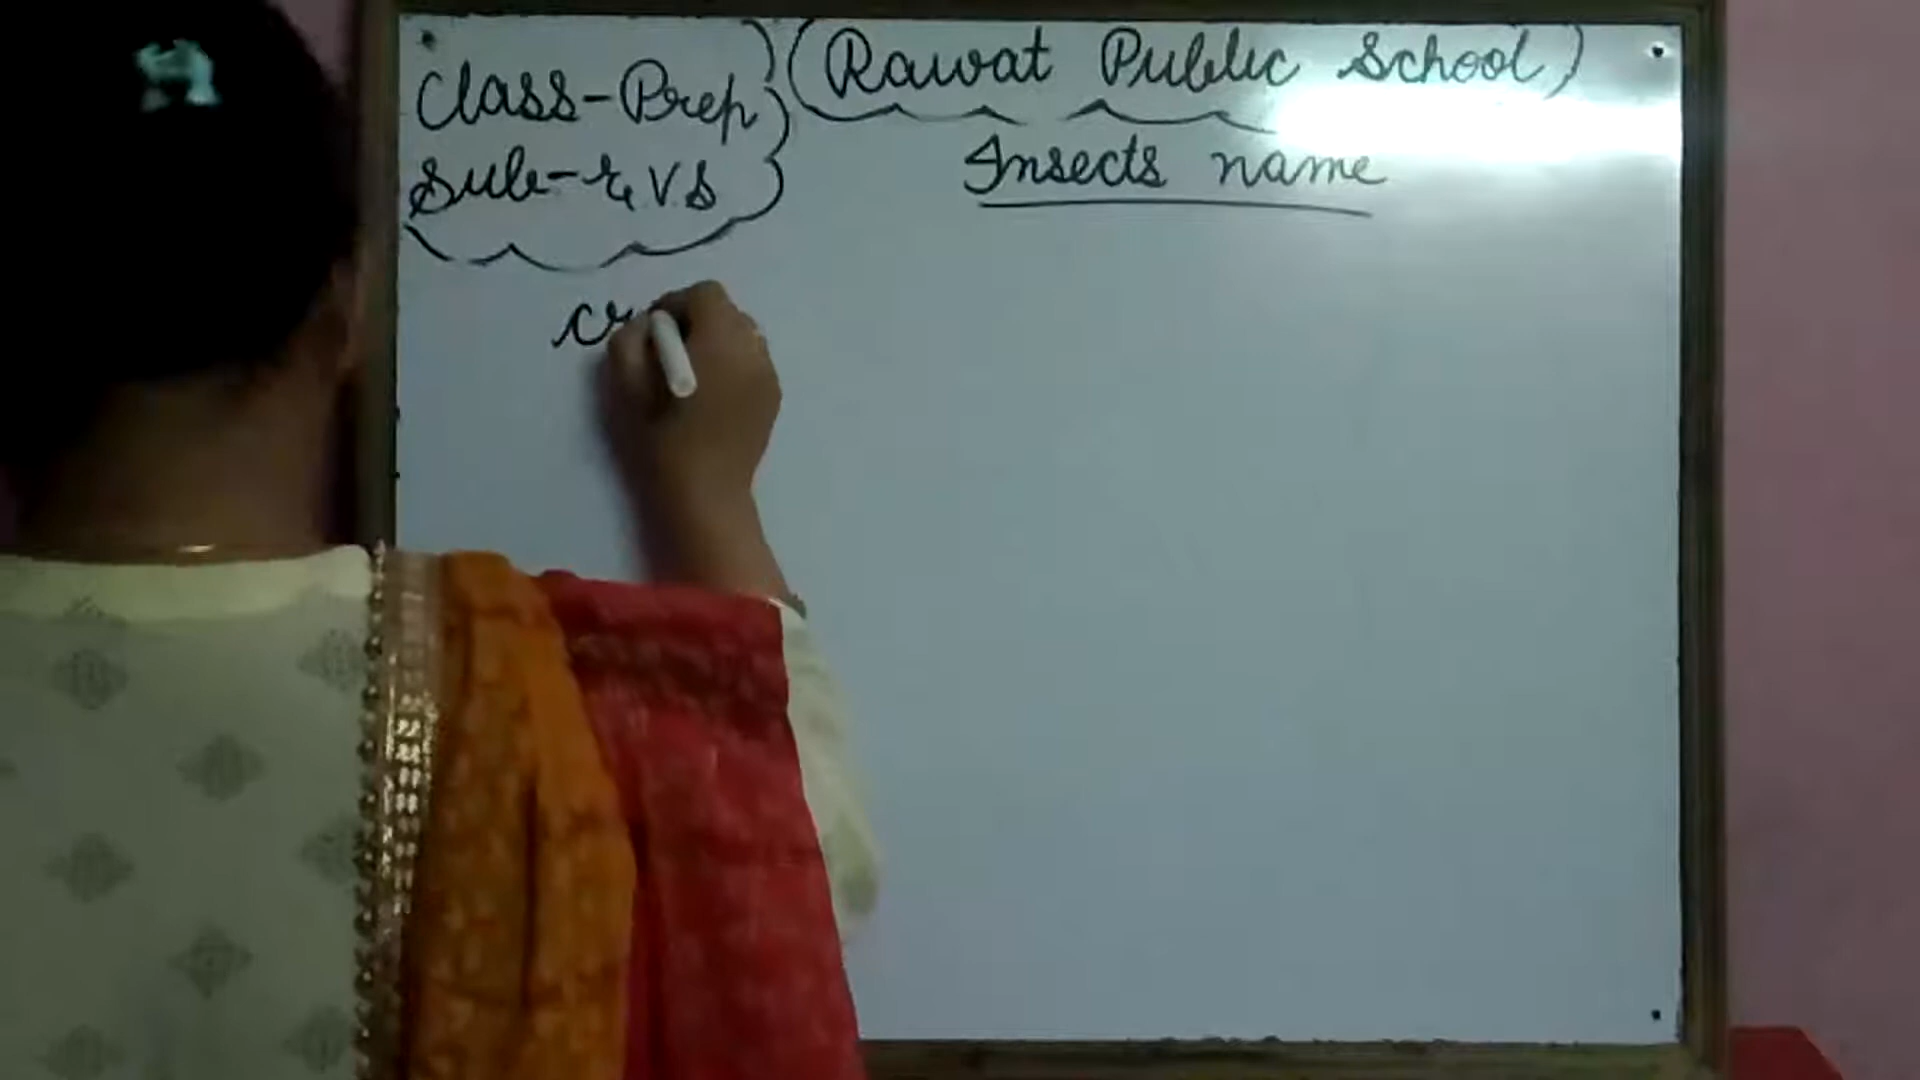 (Rawat Public School)
Class-Prep
Sub-E.V.S
Insects name